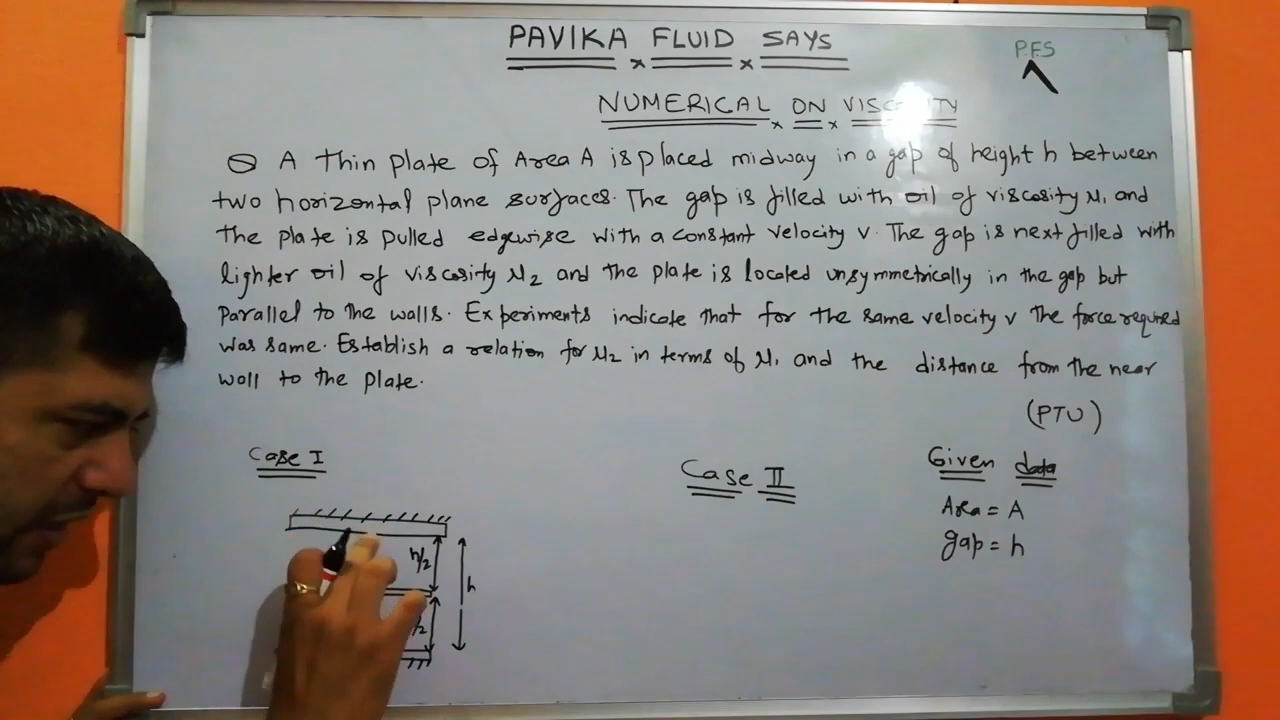 PAVIKA FLUID SAYS
P.F.S
NUMERICAL ON VISCOSITY
A Thin plate of Area A is placed midway in a gap of height h between
two horizontal plane surfaces. The gap is filled with oil of viscosity μ1 and
The plate is pulled edgewise with a constant velocity v. The gap is next filled with
lighter oil of viscosity μ2 and the plate is located unsymmetrically in the gap but
parallel to the walls. Experiments indicate that for the same velocity v the force required
was same. Establish a relation for μ2 in terms of μ1 and the distance from the near
wall to the plate.
(PTU)
Case I
Case II
Given data
Area = A
gap = h
h/2
h
/2